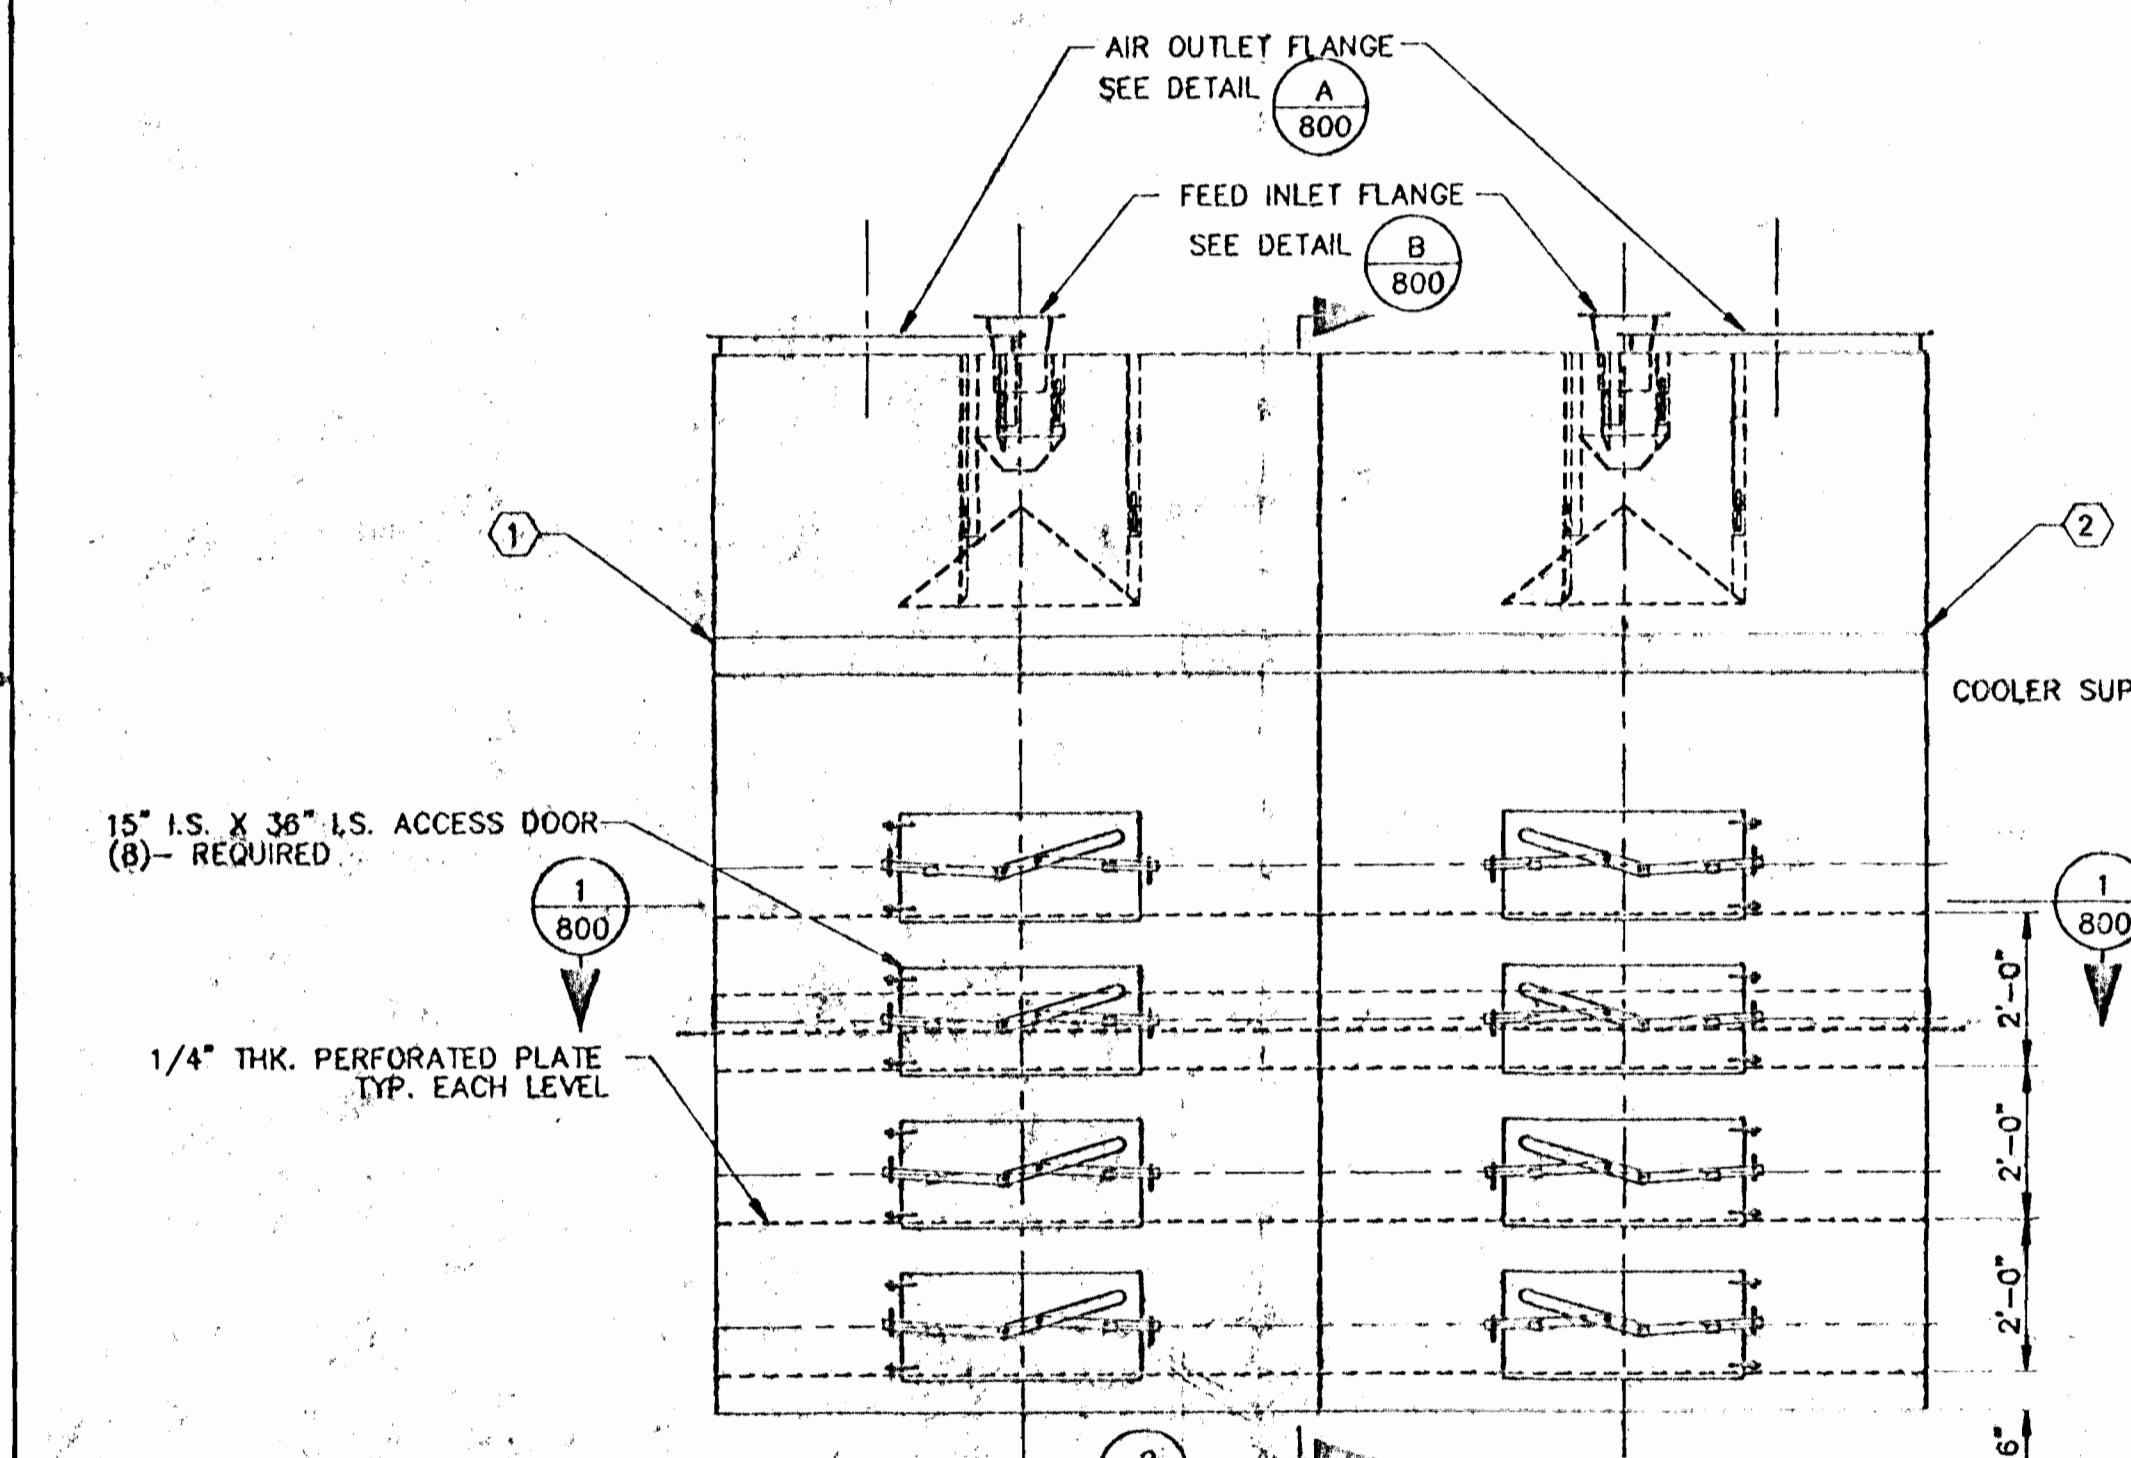 AIR OUTLET FLANGE
SEE DETAIL
A
800
FEED INLET FLANGE
SEE DETAIL
B
800
1
2
COOLER SUP
15" I.S. X 36" I.S. ACCESS DOOR
(8)- REQUIRED
1
800
1
800
1/4" THK. PERFORATED PLATE
TYP. EACH LEVEL
2'-0"
2'-0"
2'-0"
6"